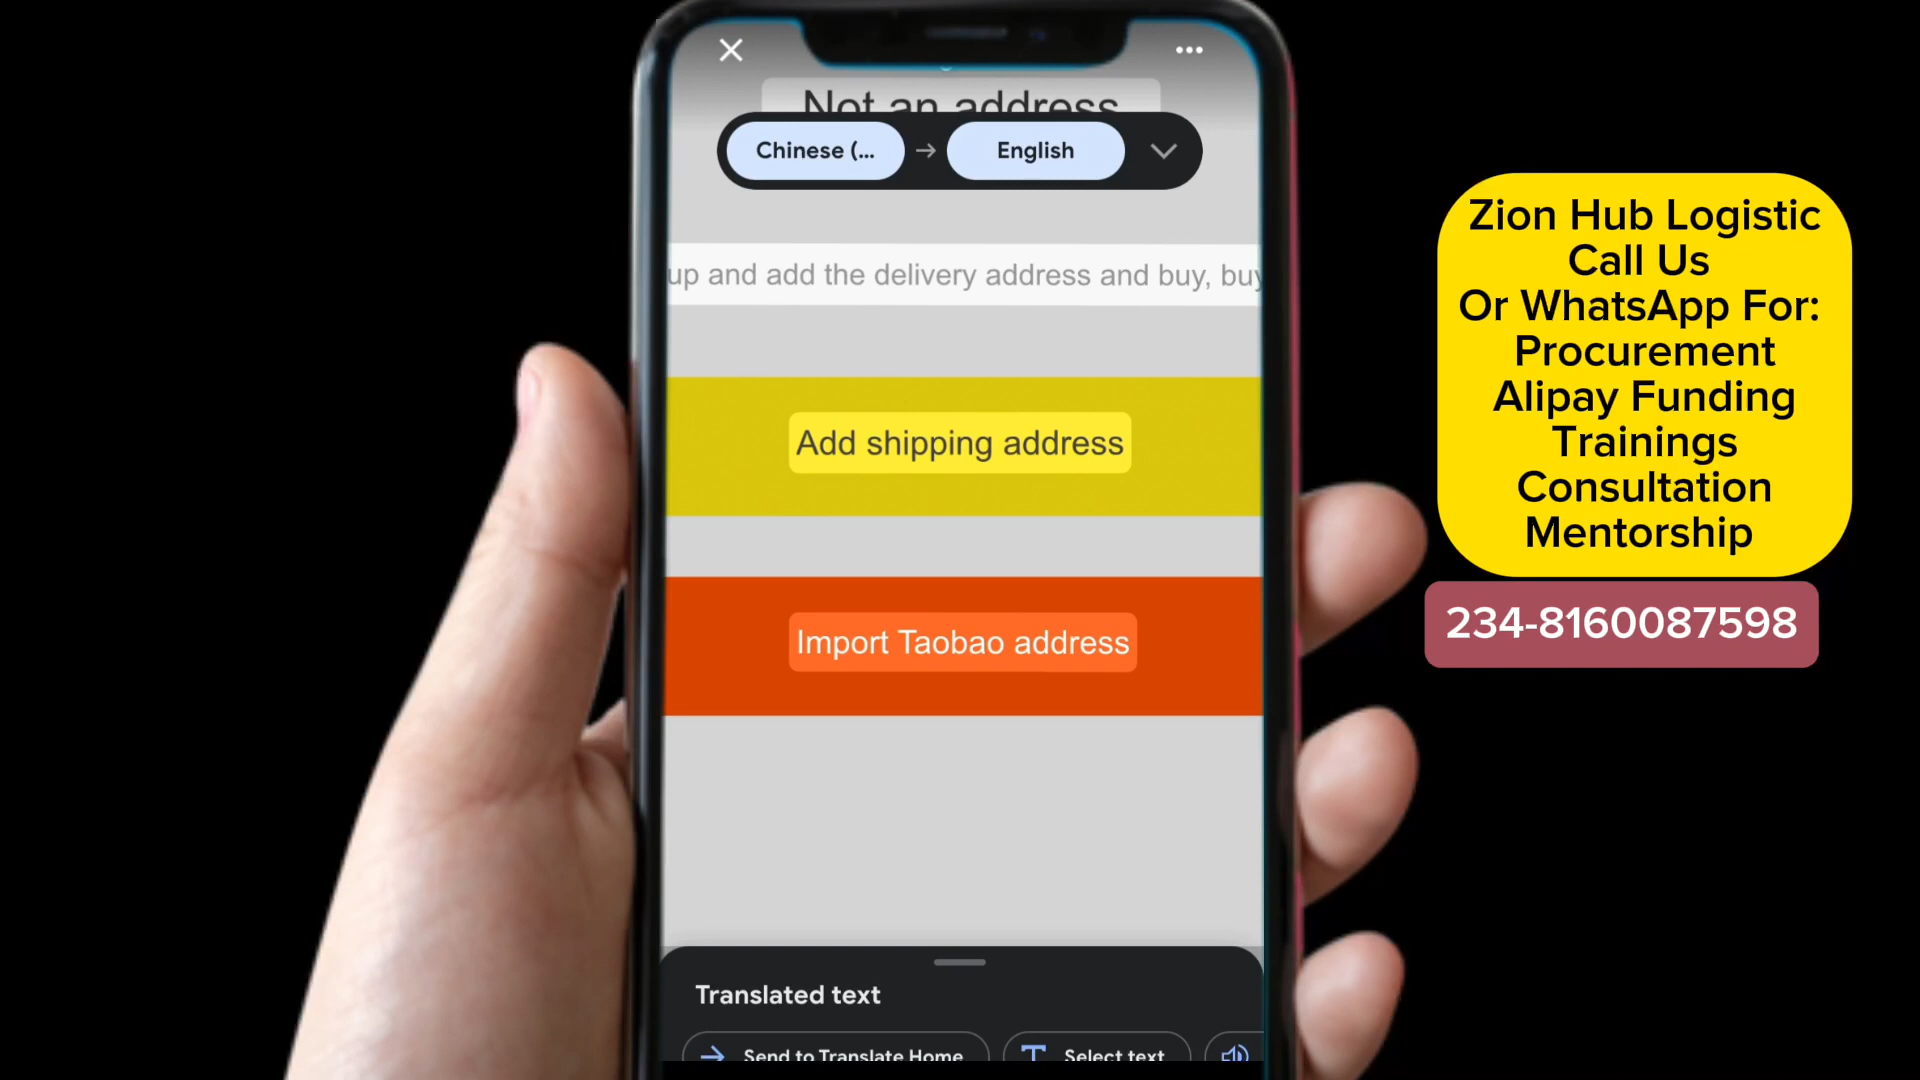 Not an address
Chinese (... → English
up and add the delivery address and buy, buy
Add shipping address
Import Taobao address
Translated text
Send to Translate Home
Select text
Zion Hub Logistic
Call Us
Or WhatsApp For:
Procurement
Alipay Funding
Trainings
Consultation
Mentorship
234-8160087598